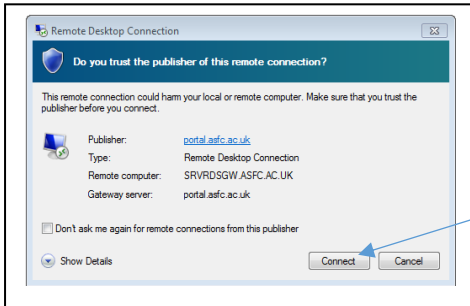 Remote Desktop Connection
Do you trust the publisher of this remote connection?
This remote connection could harm your local or remote computer. Make sure that you trust the
publisher before you connect.
Publisher: portal.asfc.ac.uk
Type: Remote Desktop Connection
Remote computer: SRVRDSGW.ASFC.AC.UK
Gateway server: portal.asfc.ac.uk
Don't ask me again for remote connections from this publisher
Show Details Connect Cancel